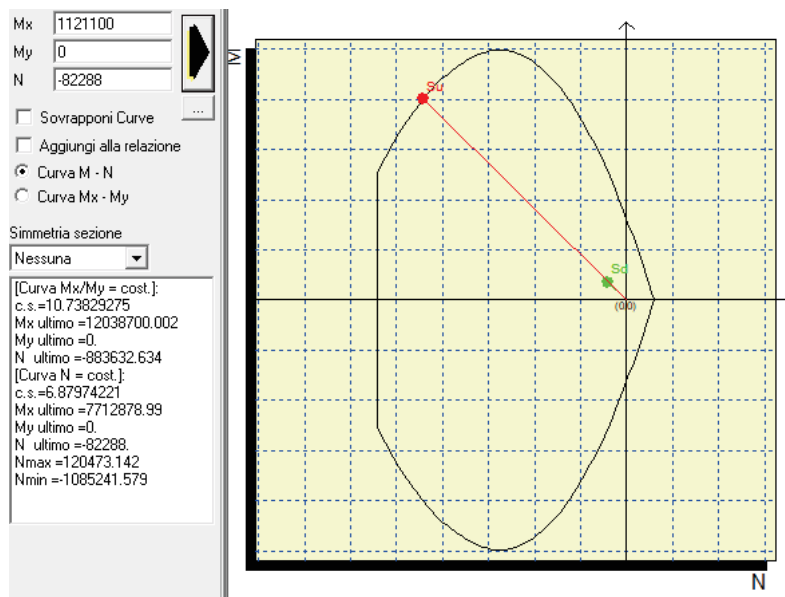 Mx 1121100
My 0
N -82288
...
Sovrapponi Curve
Aggiungi alla relazione
Curva M - N
Curva Mx - My
Simmetria sezione
Nessuna
[Curva Mx/My = cost.]:
c.s.=10.73829275
Mx ultimo =12038700.002
My ultimo =0.
N ultimo =-883632.634
[Curva N = cost.]:
c.s.=6.87974221
Mx ultimo =7712878.99
My ultimo =0.
N ultimo =-82288.
Nmax =120473.142
Nmin =-1085241.579
M
Su
Sd
(0.0)
N